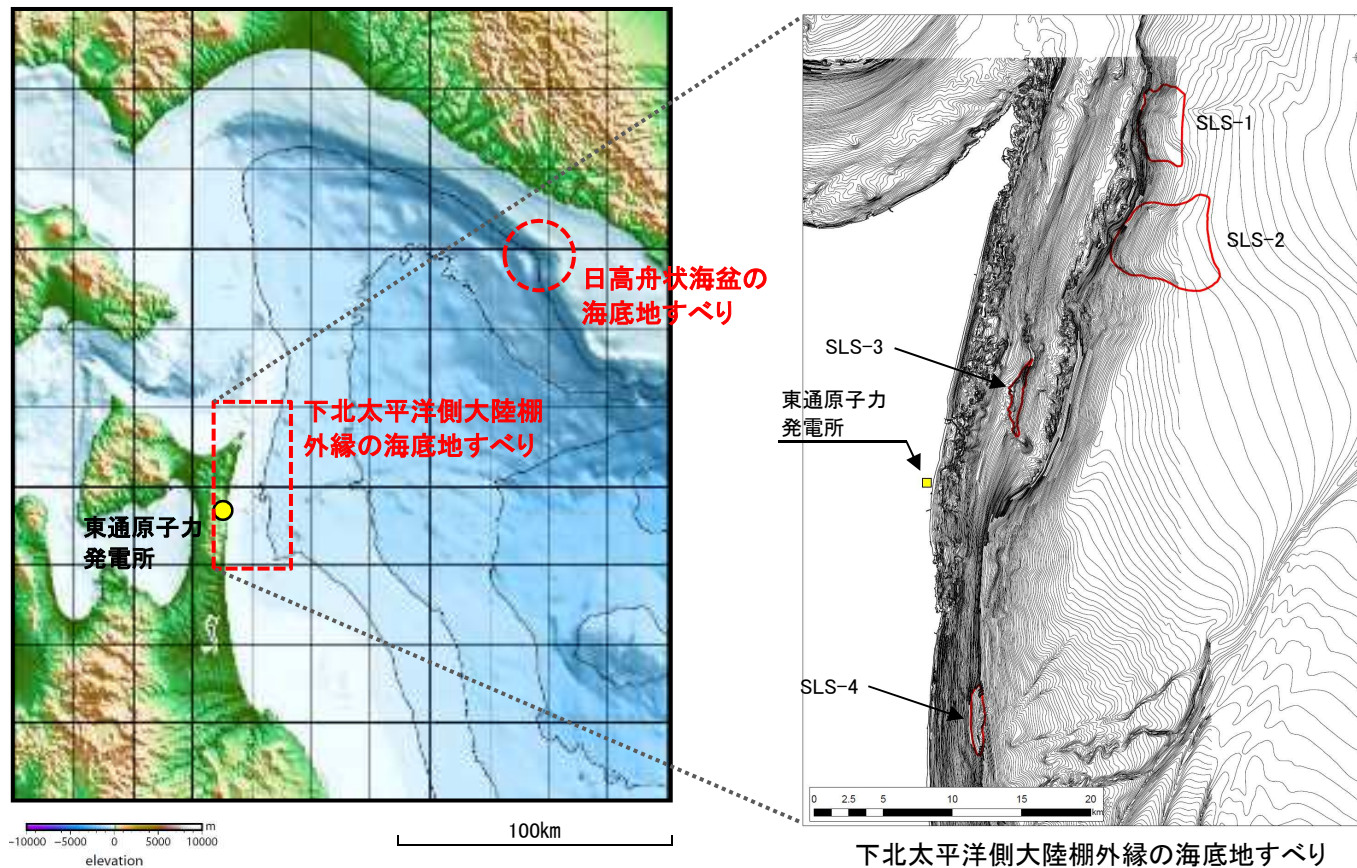 日高舟状海盆の
海底地すべり
下北太平洋側大陸棚
外縁の海底地すべり
東通原子力
発電所
-10000 -5000 0 5000 10000 m
elevation
100km
SLS-1
SLS-2
SLS-3
東通原子力
発電所
SLS-4
0 2.5 5 10 15 20
km
下北太平洋側大陸棚外縁の海底地すべり